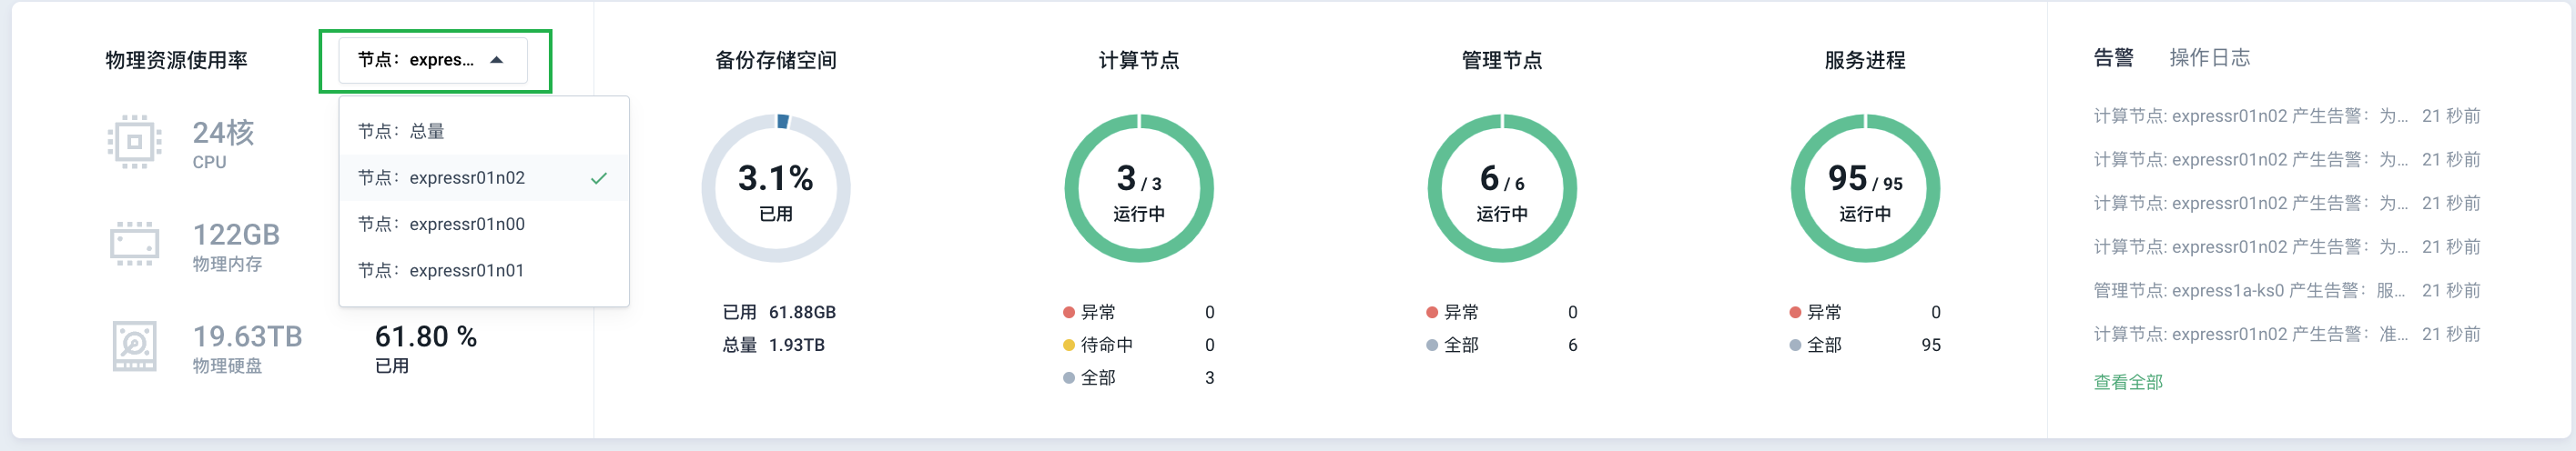 物理资源使用率
节点：expres...
24核
CPU
122GB
物理内存
19.63TB
物理硬盘
节点：总量
节点：expressr01n02
节点：expressr01n00
节点：expressr01n01
61.80 %
已用
备份存储空间
3.1%
已用
已用 61.88GB
总量 1.93TB
计算节点
3 / 3
运行中
异常 0
待命中 0
全部 3
管理节点
6 / 6
运行中
异常 0
全部 6
服务进程
95 / 95
运行中
异常 0
全部 95
告警 操作日志
计算节点: expressr01n02 产生告警：为... 21 秒前
计算节点: expressr01n02 产生告警：为... 21 秒前
计算节点: expressr01n02 产生告警：为... 21 秒前
计算节点: expressr01n02 产生告警：为... 21 秒前
管理节点: express1a-ks0 产生告警：服... 21 秒前
计算节点: expressr01n02 产生告警：准... 21 秒前
查看全部